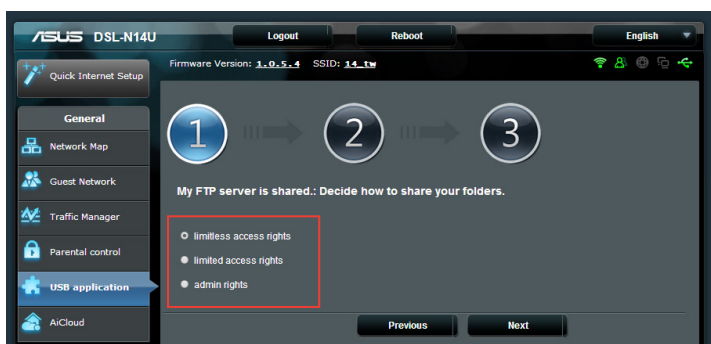 ASUS DSL-N14U Logout Reboot English
Quick Internet Setup
Firmware Version: 1.0.5.4 SSID: 14_tw
General
Network Map
Guest Network
Traffic Manager
Parental control
USB application
AiCloud
1 2 3
My FTP server is shared.: Decide how to share your folders.
limitless access rights
limited access rights
admin rights
Previous Next